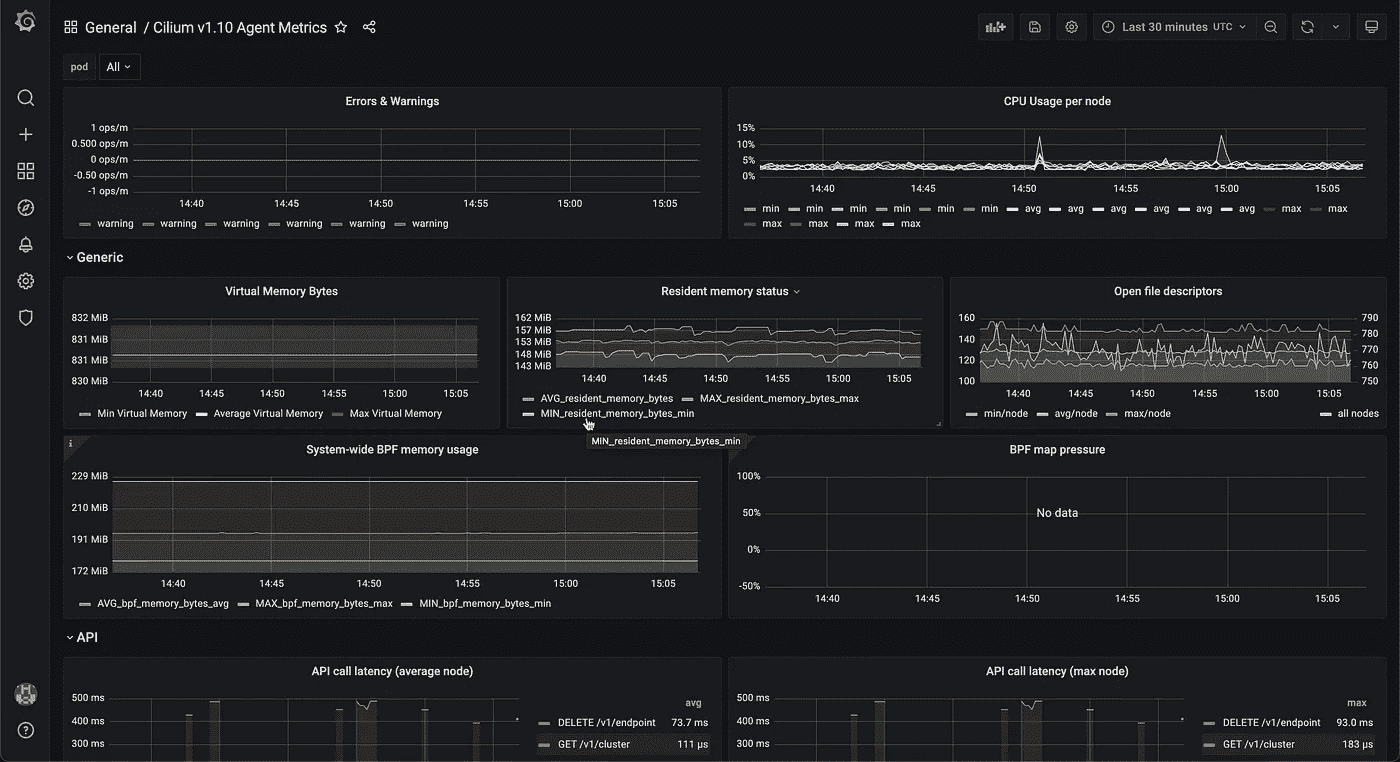 General / Cilium v1.10 Agent Metrics
Last 30 minutes UTC
pod All
Errors & Warnings
1 ops/m
0.500 ops/m
0 ops/m
-0.50 ops/m
-1 ops/m
14:40 14:45 14:50 14:55 15:00 15:05
warning warning warning warning warning warning
CPU Usage per node
15%
10%
5%
0%
14:40 14:45 14:50 14:55 15:00 15:05
min min min min min min avg avg avg avg avg avg max max
max max max max
Generic
Virtual Memory Bytes
832 MiB
831 MiB
831 MiB
830 MiB
14:40 14:45 14:50 14:55 15:00 15:05
Min Virtual Memory Average Virtual Memory Max Virtual Memory
Resident memory status
162 MiB
157 MiB
153 MiB
148 MiB
143 MiB
14:40 14:45 14:50 14:55 15:00 15:05
AVG_resident_memory_bytes MAX_resident_memory_bytes_max
MIN_resident_memory_bytes_min
MIN_resident_memory_bytes_min
Open file descriptors
160 790
140 780
120 770
760
100 750
14:40 14:45 14:50 14:55 15:00 15:05
min/node avg/node max/node all nodes
i
System-wide BPF memory usage
229 MiB
210 MiB
191 MiB
172 MiB
14:40 14:45 14:50 14:55 15:00 15:05
AVG_bpf_memory_bytes_avg MAX_bpf_memory_bytes_max MIN_bpf_memory_bytes_min
BPF map pressure
100%
50%
0%
-50%
No data
14:40 14:45 14:50 14:55 15:00 15:05
API
API call latency (average node)
500 ms
400 ms
300 ms
avg
DELETE /v1/endpoint 73.7 ms
GET /v1/cluster 111 µs
API call latency (max node)
500 ms
400 ms
300 ms
max
DELETE /v1/endpoint 93.0 ms
GET /v1/cluster 183 µs